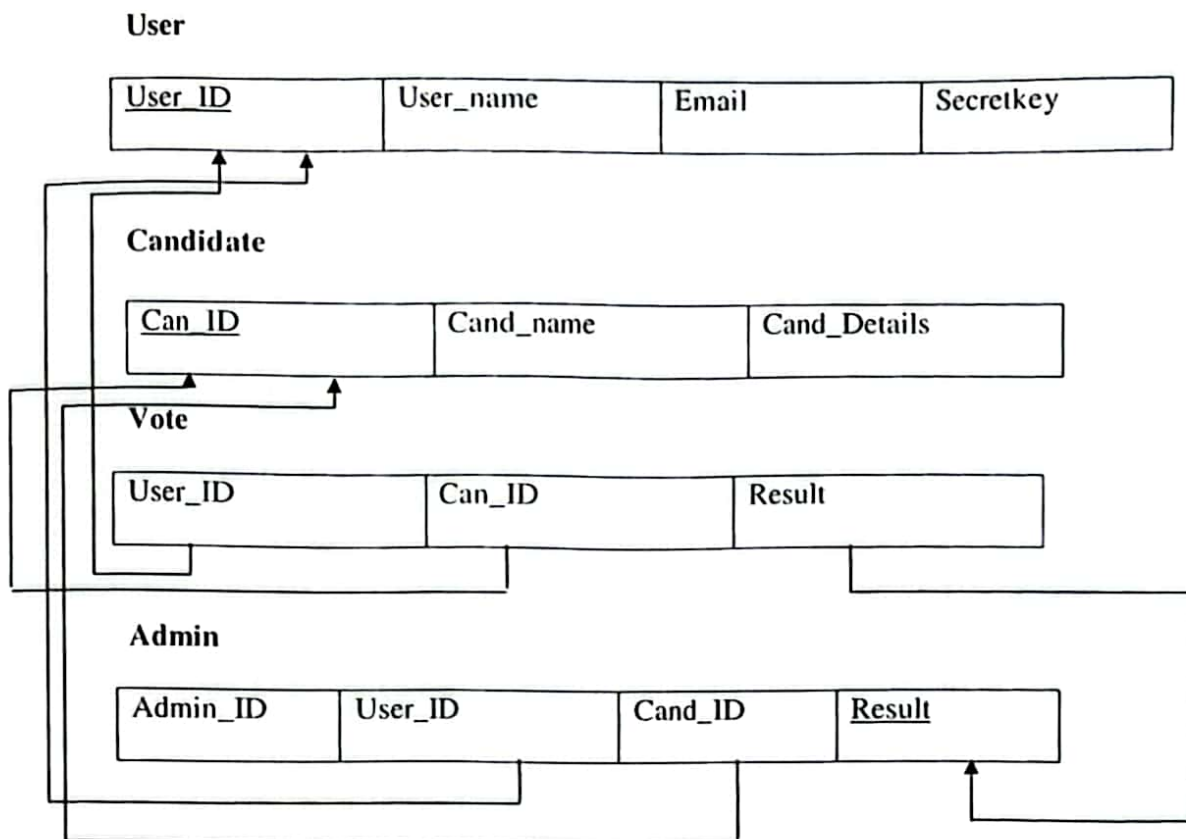 User
User_ID User_name Email Secretkey
Candidate
Can_ID Cand_name Cand_Details
Vote
User_ID Can_ID Result
Admin
Admin_ID User_ID Cand_ID Result